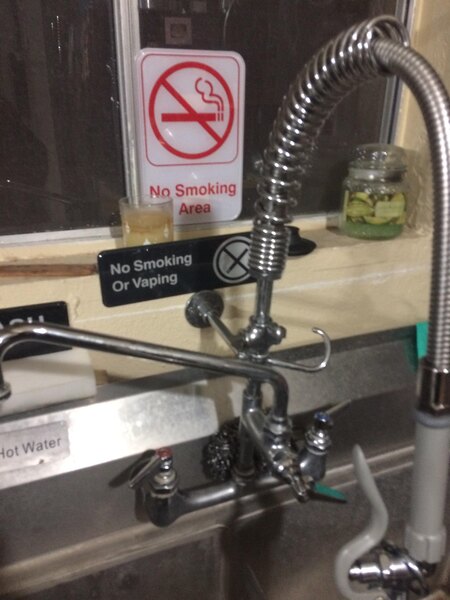 No Smoking
Area
No Smoking
Or Vaping
Hot Water